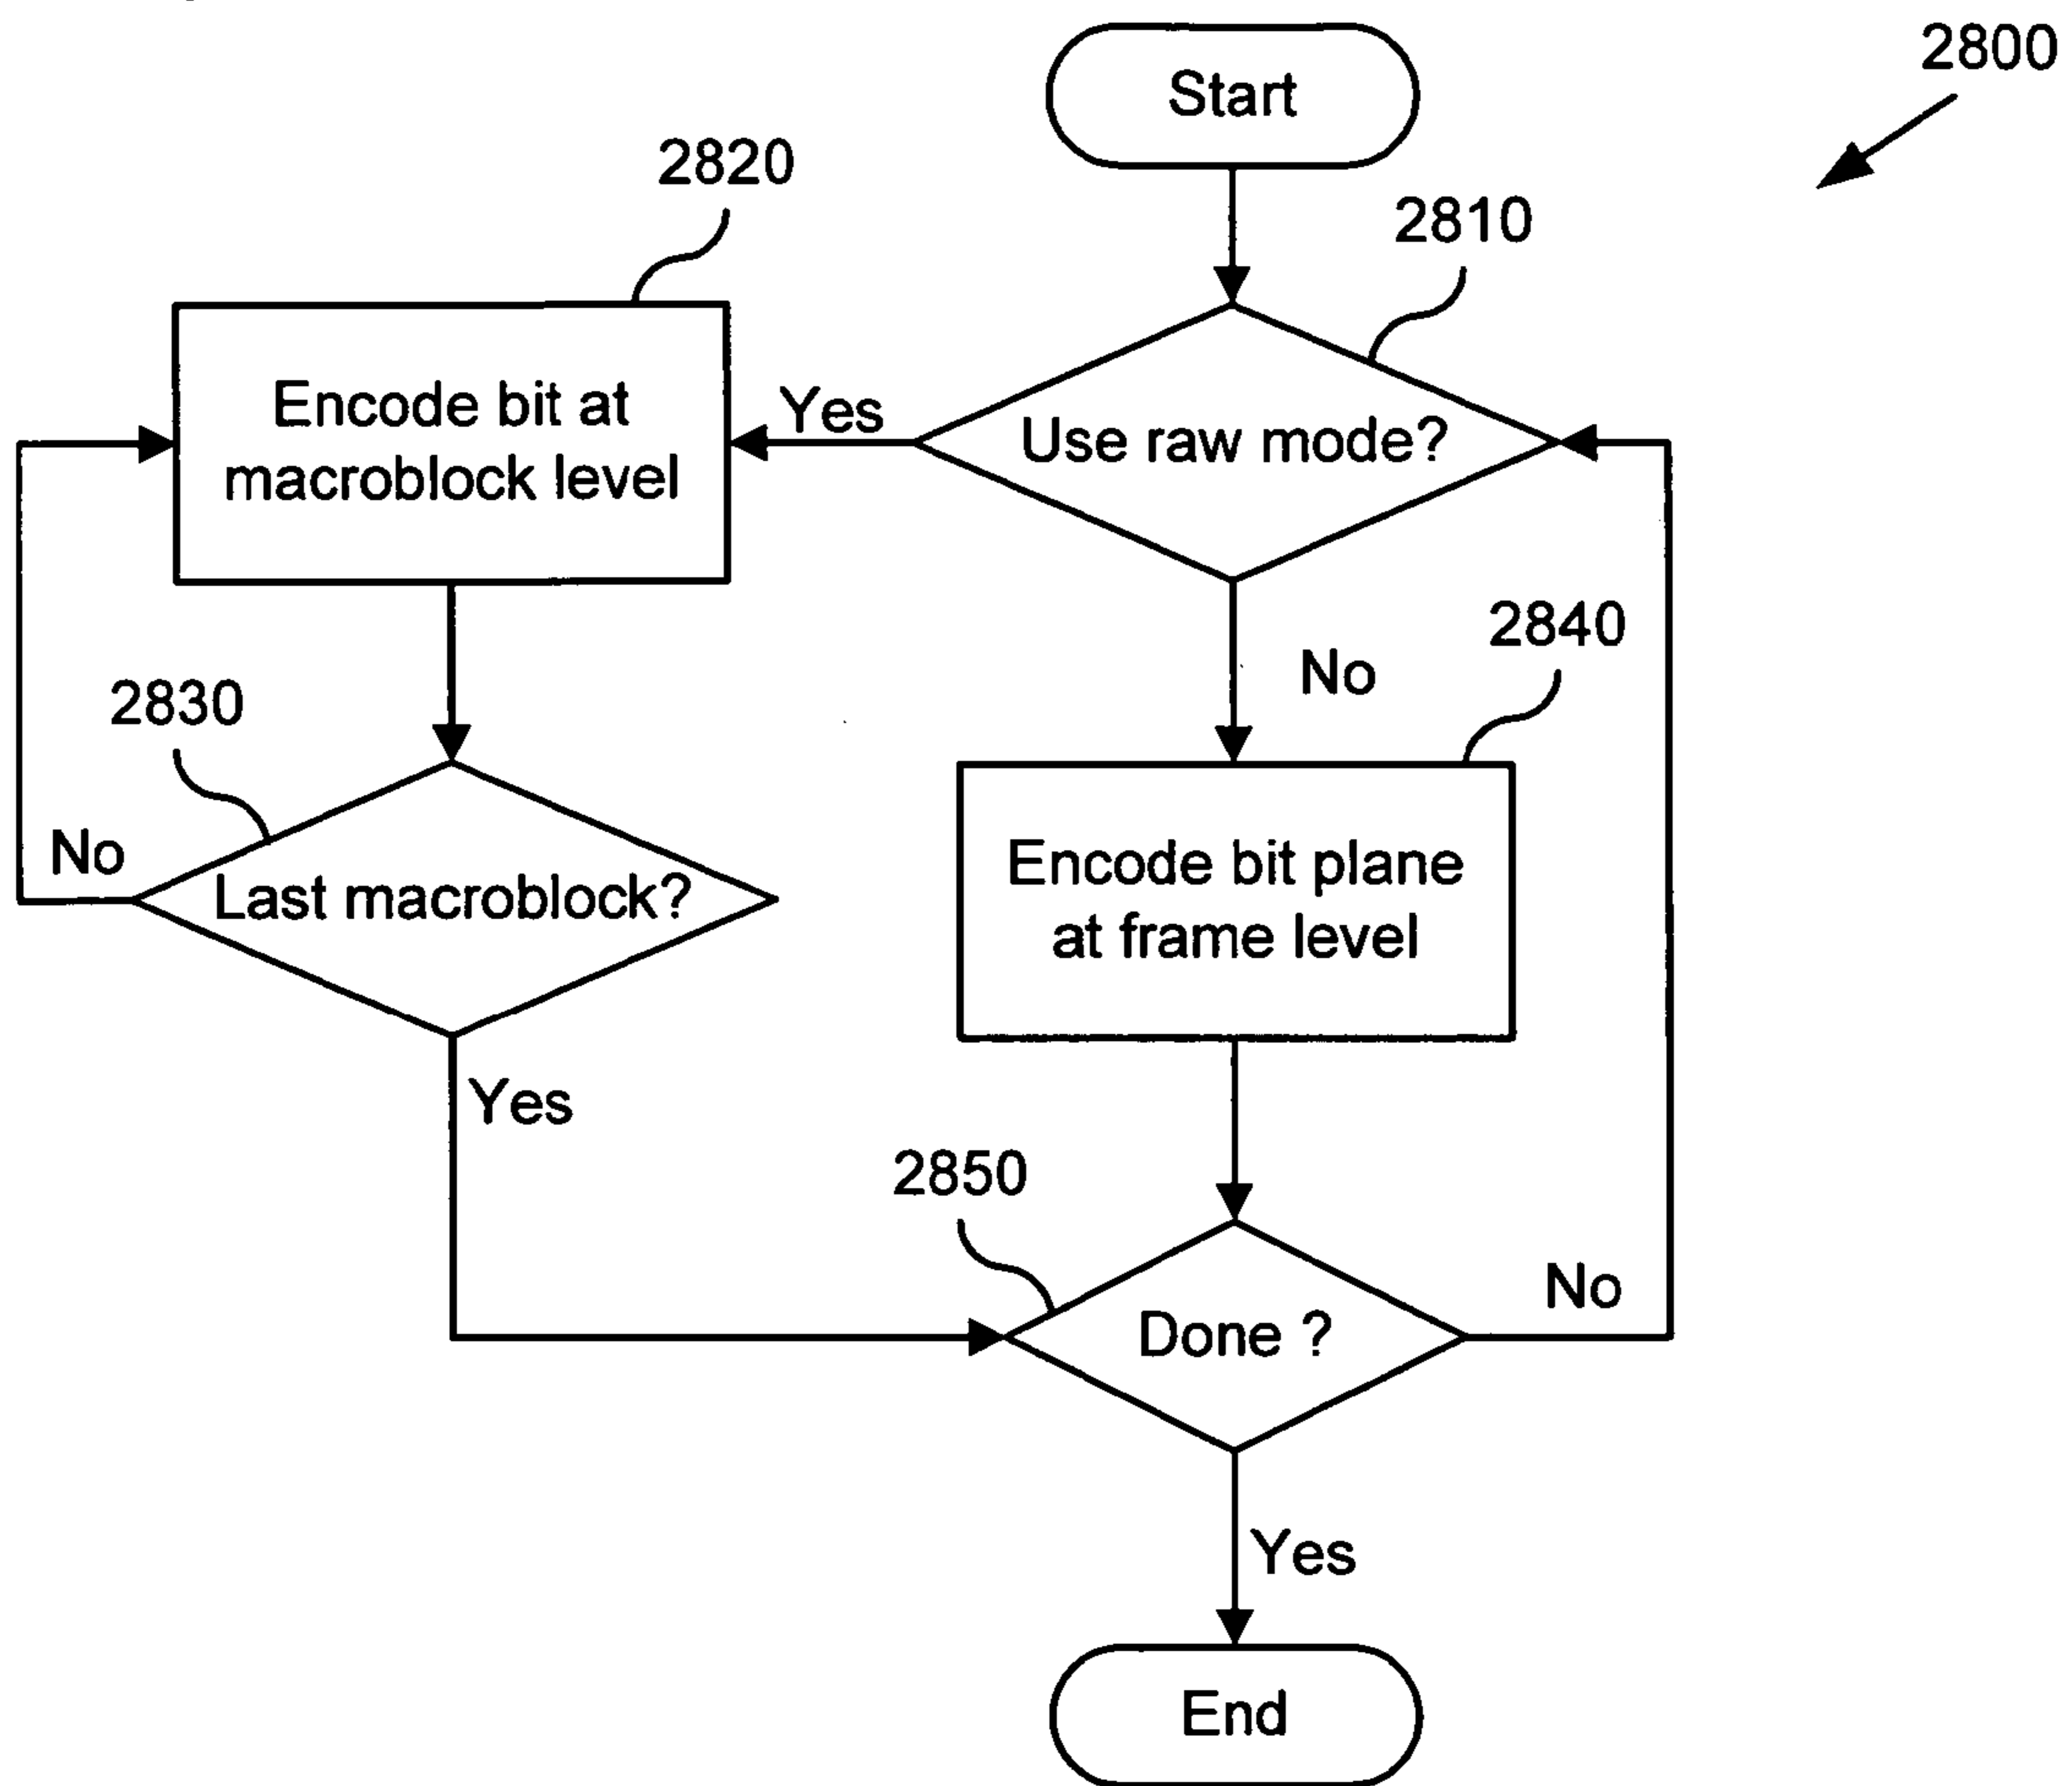 2800
Start
2820
2810
Encode bit at
macroblock level
Yes
Use raw mode?
2840
No
2830
No
Last macroblock?
Encode bit plane
at frame level
Yes
2850
No
Done ?
Yes
End